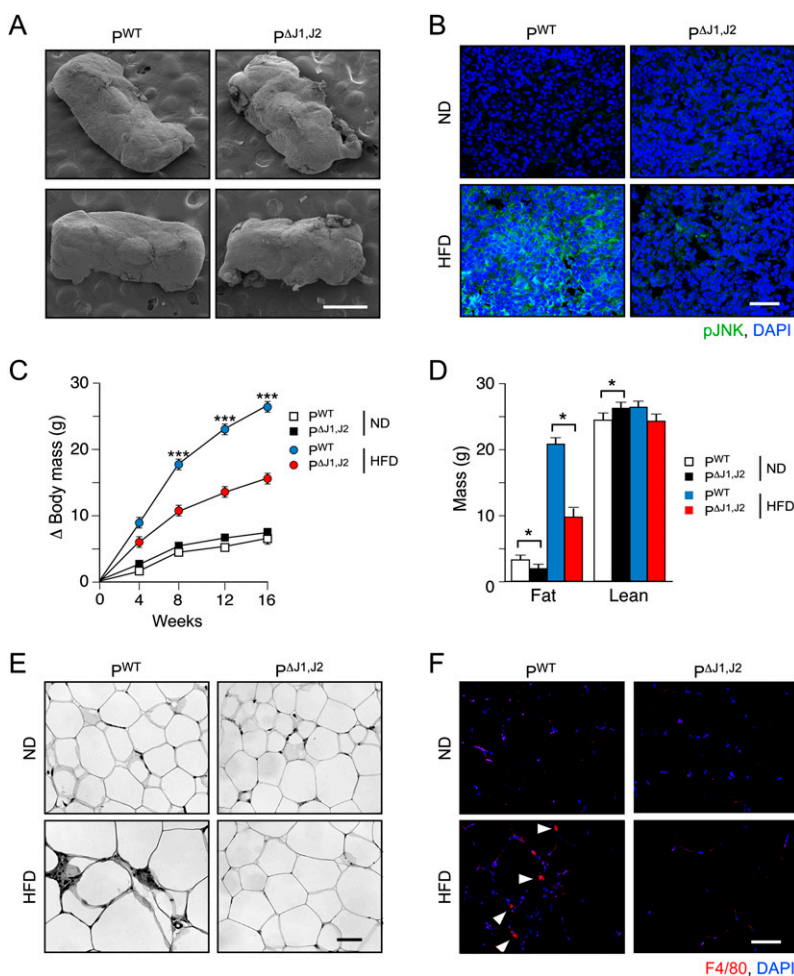 A
P^WT P^ΔJ1,J2
B
P^WT P^ΔJ1,J2
ND
HFD
pJNK, DAPI
C
30
20
10
0
Δ Body mass (g)
***
***
***
0 4 8 12 16
Weeks
P^WT
P^ΔJ1,J2
ND
P^WT
P^ΔJ1,J2
HFD
D
30
20
10
0
Mass (g)
*
*
*
Fat Lean
P^WT
P^ΔJ1,J2
ND
P^WT
P^ΔJ1,J2
HFD
E
P^WT P^ΔJ1,J2
ND
HFD
F
P^WT P^ΔJ1,J2
ND
HFD
F4/80, DAPI